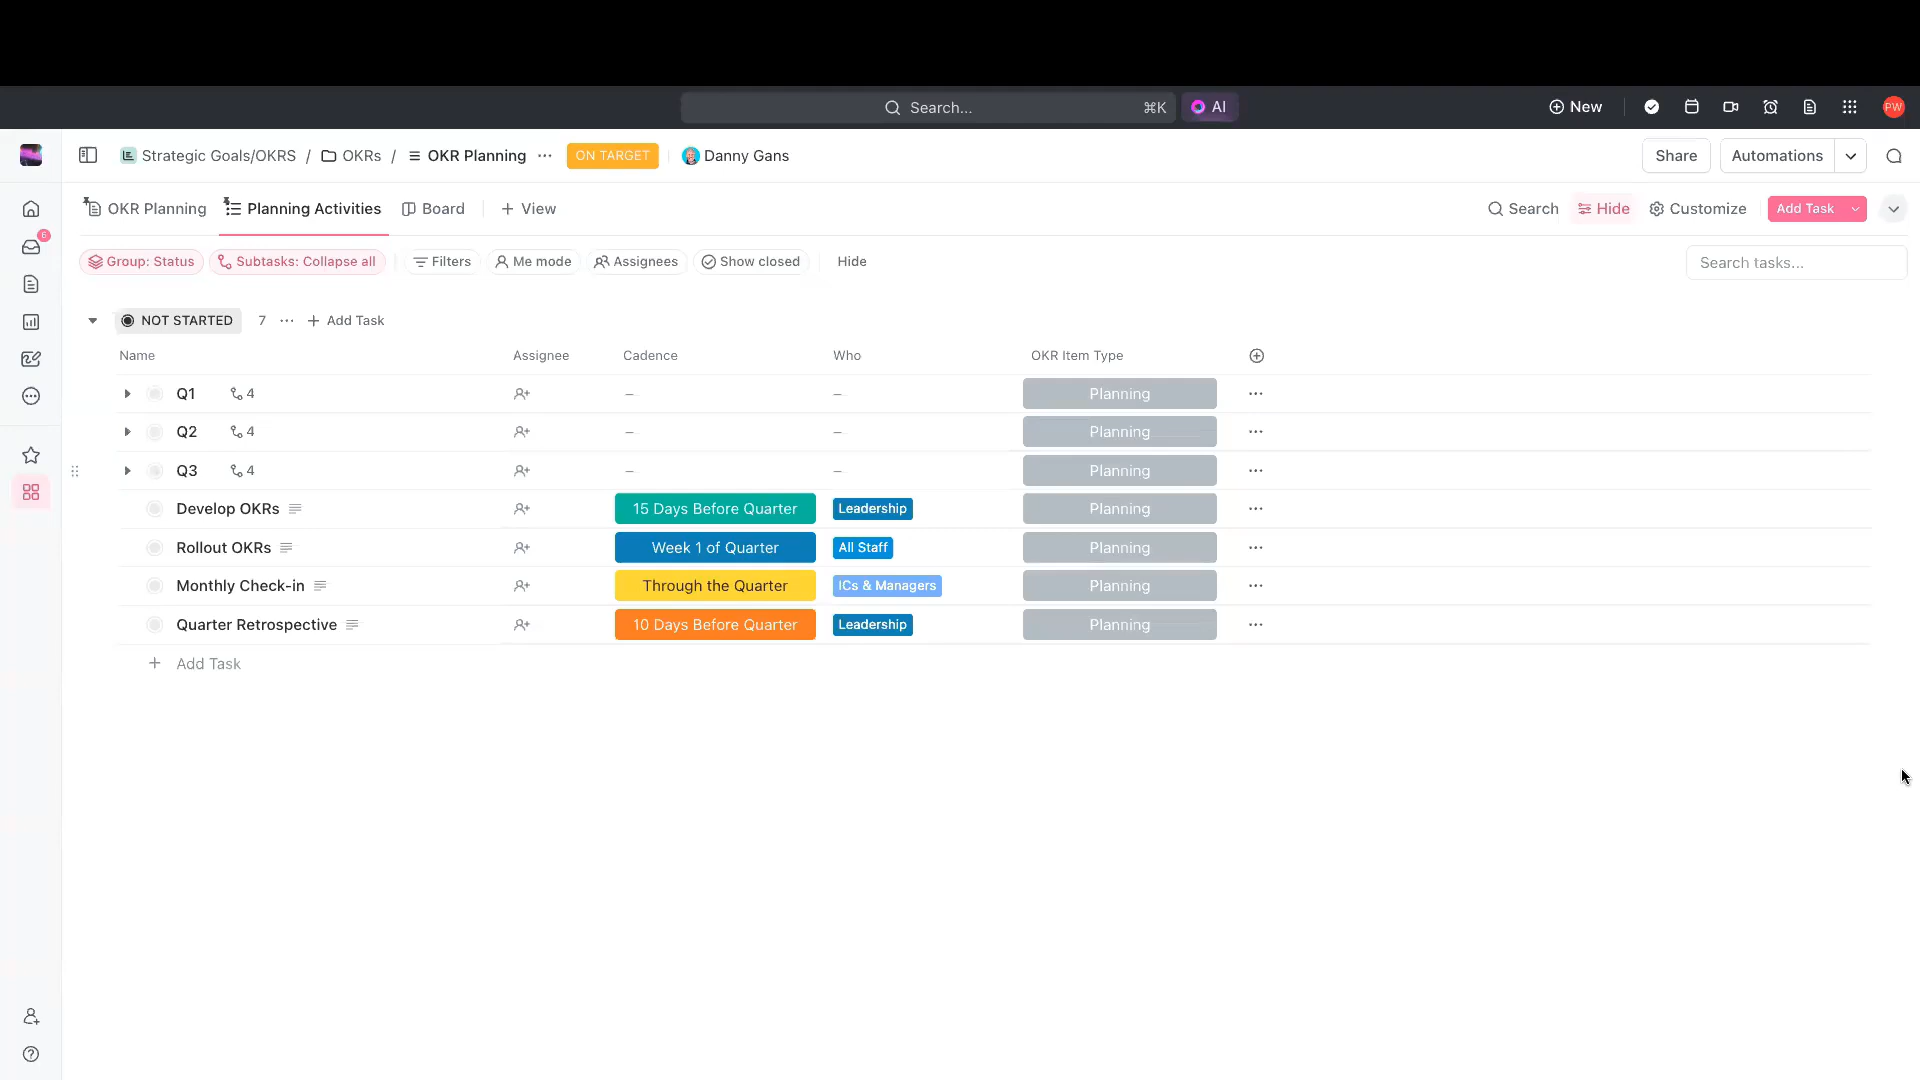 Search... ⌘K AI New PW
Strategic Goals/OKRS / OKRs / OKR Planning ... ON TARGET Danny Gans Share Automations
OKR Planning Planning Activities Board + View Search Hide Customize Add Task
6
Group: Status Subtasks: Collapse all Filters Me mode Assignees Show closed Hide Search tasks...
NOT STARTED 7 ... + Add Task
Name Assignee Cadence Who OKR Item Type
Q1 4 – – Planning ...
Q2 4 – – Planning ...
Q3 4 – – Planning ...
Develop OKRs 15 Days Before Quarter Leadership Planning ...
Rollout OKRs Week 1 of Quarter All Staff Planning ...
Monthly Check-in Through the Quarter ICs & Managers Planning ...
Quarter Retrospective 10 Days Before Quarter Leadership Planning ...
+ Add Task